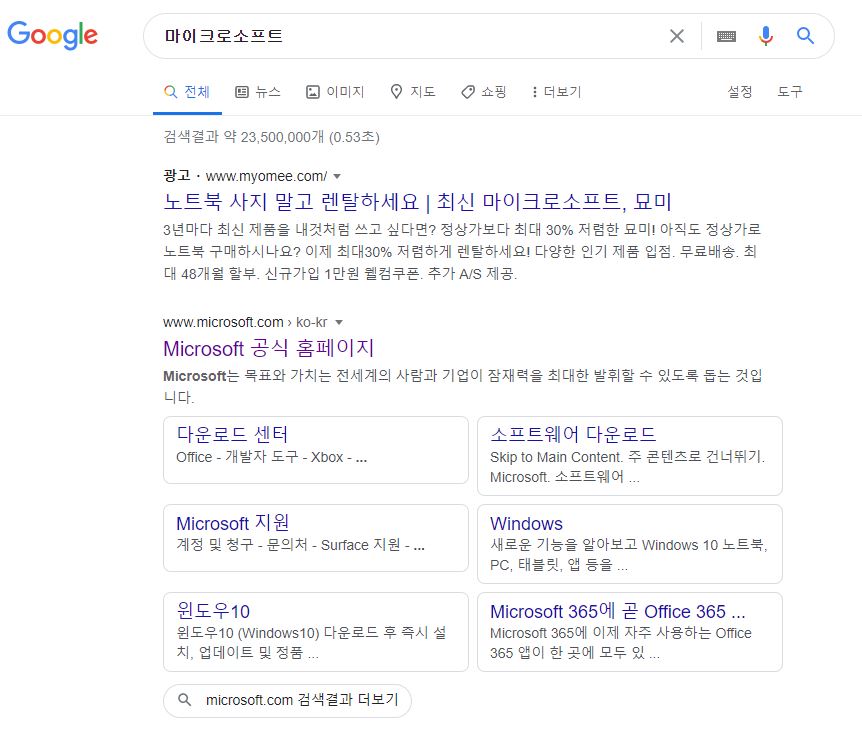 Google
마이크로소프트
전체 뉴스 이미지 지도 쇼핑 더보기 설정 도구
검색결과 약 23,500,000개 (0.53초)
광고 · www.myomee.com/
노트북 사지 말고 렌탈하세요 | 최신 마이크로소프트, 묘미
3년마다 최신 제품을 내것처럼 쓰고 싶다면? 정상가보다 최대 30% 저렴한 묘미! 아직도 정상가로
노트북 구매하시나요? 이제 최대30% 저렴하게 렌탈하세요! 다양한 인기 제품 입점. 무료배송. 최
대 48개월 할부. 신규가입 1만원 웰컴쿠폰. 추가 A/S 제공.
www.microsoft.com › ko-kr
Microsoft 공식 홈페이지
Microsoft는 목표와 가치는 전세계의 사람과 기업이 잠재력을 최대한 발휘할 수 있도록 돕는 것입
니다.
다운로드 센터
Office - 개발자 도구 - Xbox - ...
소프트웨어 다운로드
Skip to Main Content. 주 콘텐츠로 건너뛰기.
Microsoft. 소프트웨어 ...
Microsoft 지원
계정 및 청구 - 문의처 - Surface 지원 - ...
Windows
새로운 기능을 알아보고 Windows 10 노트북,
PC, 태블릿, 앱 등을 ...
윈도우10
윈도우10 (Windows10) 다운로드 후 즉시 설
치, 업데이트 및 정품 ...
Microsoft 365에 곧 Office 365 ...
Microsoft 365에 이제 자주 사용하는 Office
365 앱이 한 곳에 모두 있 ...
microsoft.com 검색결과 더보기